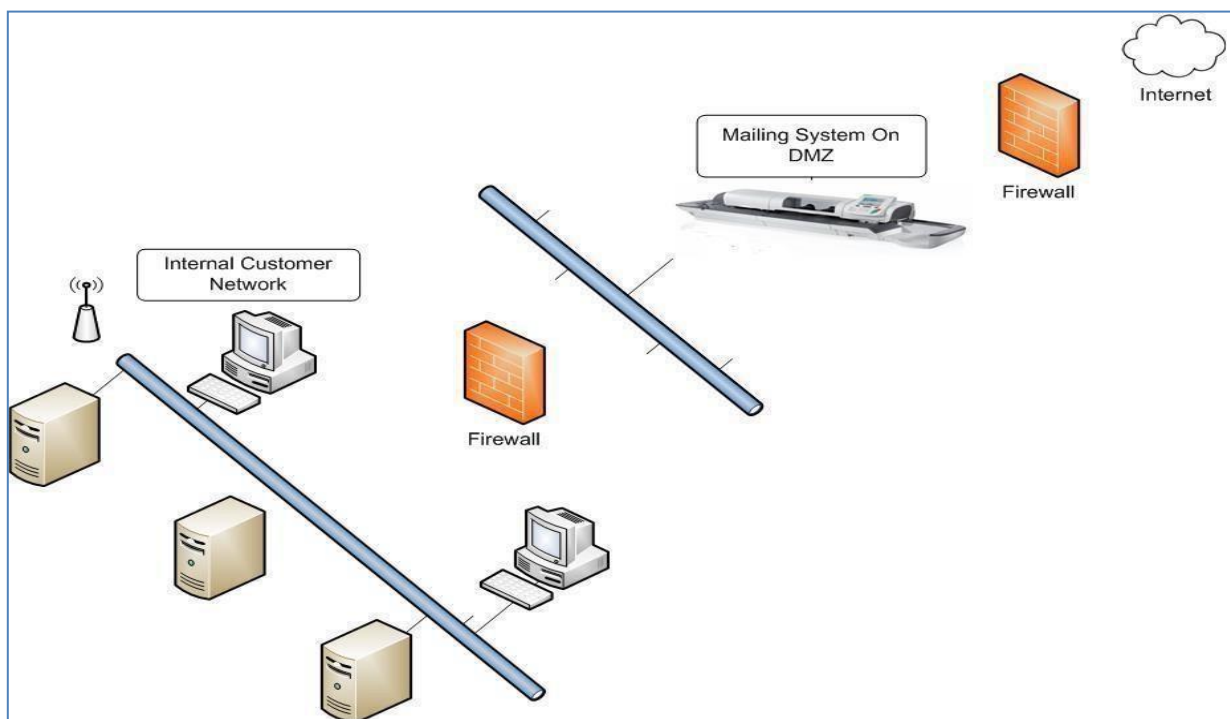 Internet
Mailing System On
DMZ
Firewall
Internal Customer
Network
Firewall